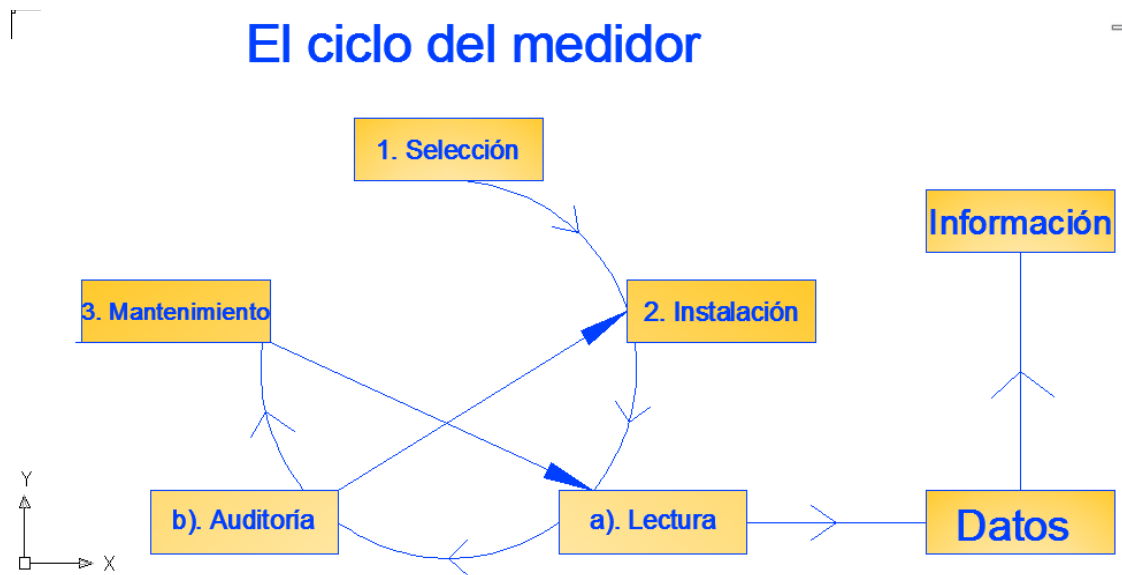 El ciclo del medidor
1. Selección
Información
3. Mantenimiento
2. Instalación
b). Auditoría
a). Lectura
Datos
Y
X